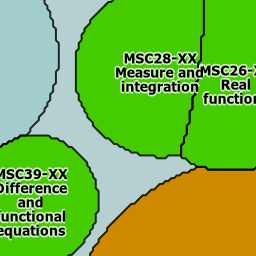 MSC28-XX
Measure and
integration
MSC26-X
Real
function
MSC39-XX
Difference
and
functional
equations